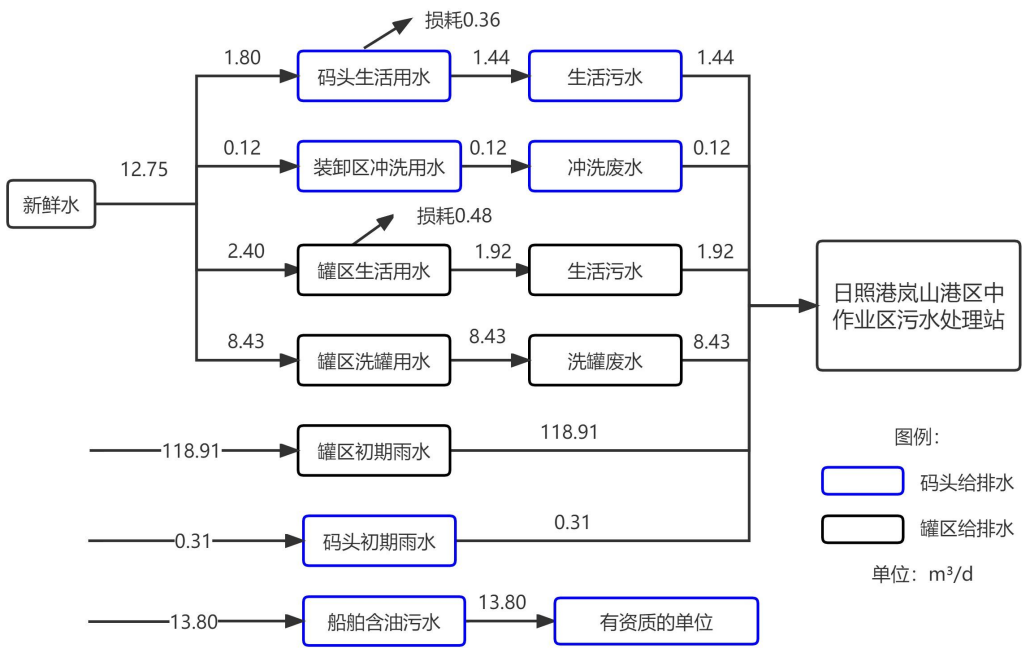 损耗0.36
1.80
码头生活用水
1.44
生活污水
1.44
0.12
装卸区冲洗用水
0.12
冲洗废水
0.12
12.75
新鲜水
损耗0.48
2.40
罐区生活用水
1.92
生活污水
1.92
日照港岚山港区中
作业区污水处理站
8.43
罐区洗罐用水
8.43
洗罐废水
8.43
118.91
罐区初期雨水
118.91
图例：
码头给排水
0.31
码头初期雨水
0.31
罐区给排水
单位：m³/d
13.80
船舶含油污水
13.80
有资质的单位